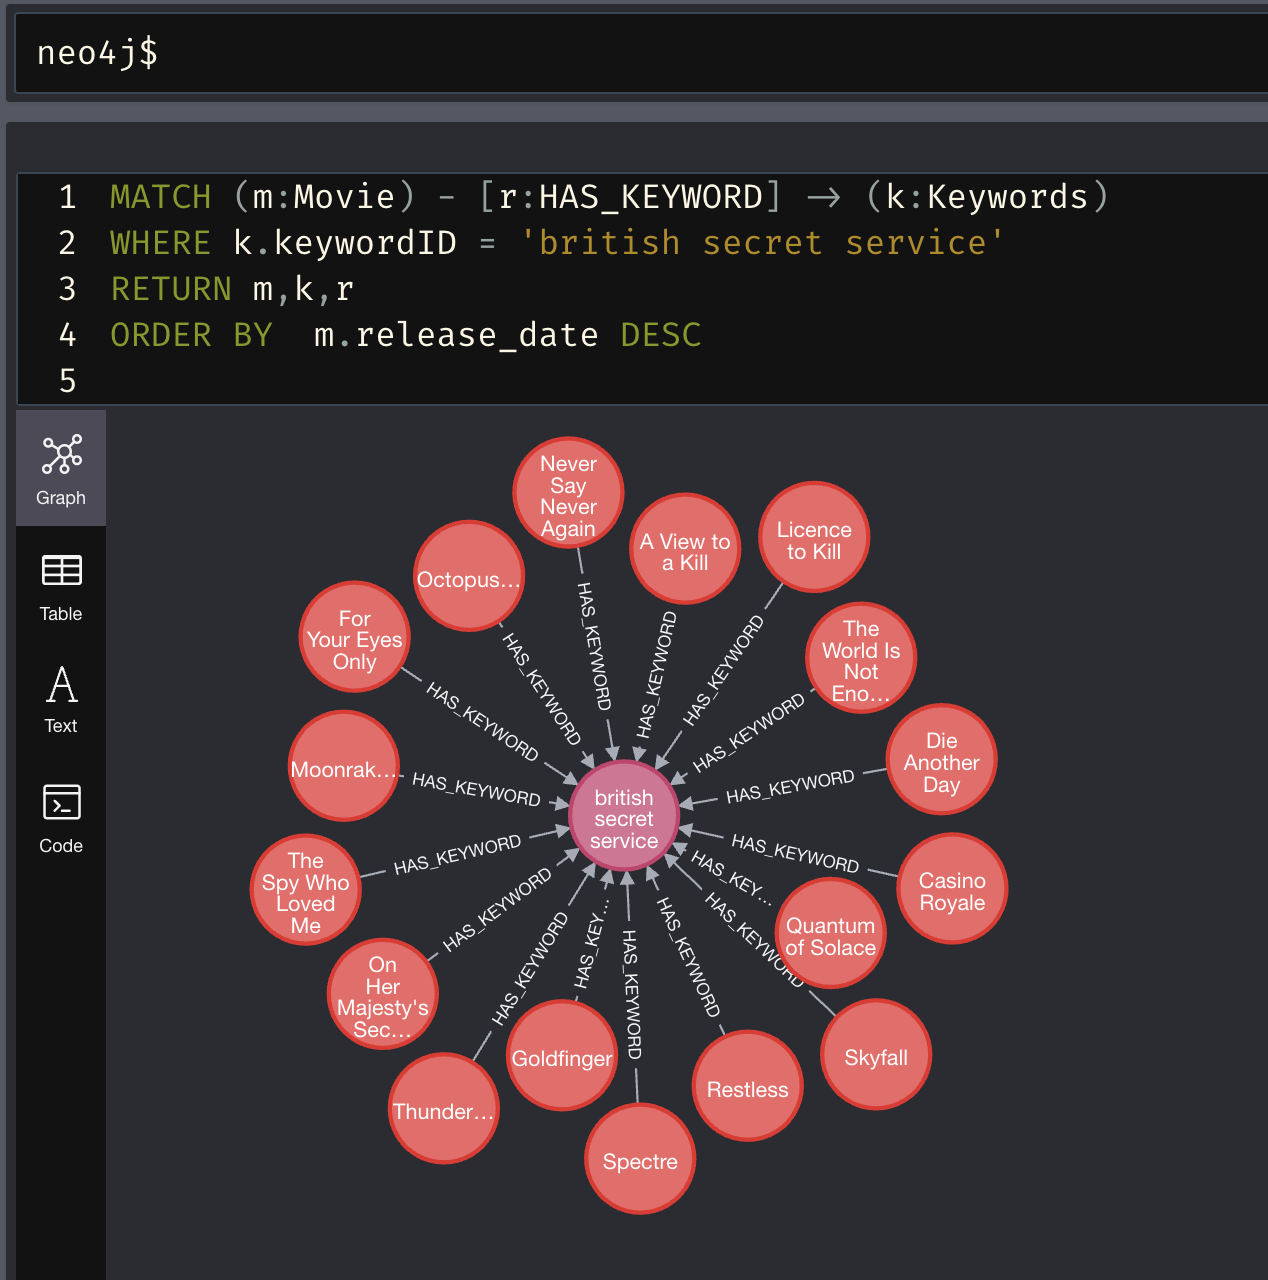 neo4j$
1 MATCH (m:Movie) - [r:HAS_KEYWORD] → (k:Keywords)
2 WHERE k.keywordID = 'british secret service'
3 RETURN m,k,r
4 ORDER BY  m.release_date DESC
5
Graph
Table
Text
Code
Never
Say
Never
Again
A View to
a Kill
Licence
to Kill
Octopus...
For
Your Eyes
Only
The
World Is
Not
Eno...
Moonrak...
Die
Another
Day
british
secret
service
The
Spy Who
Loved
Me
Casino
Royale
Quantum
of Solace
On
Her
Majesty's
Sec...
Thunder...
Goldfinger
Spectre
Restless
Skyfall
HAS_KEYWORD
HAS_KEYWORD
HAS_KEYWORD
HAS_KEYWORD
HAS_KEYWORD
HAS_KEYWORD
HAS_KEYWORD
HAS_KEYWORD
HAS_KEYWORD
HAS_KEYWORD
HAS_KEY...
HAS_KEYWORD
HAS_KEYWORD
HAS_KEYWORD
HAS_KEY...
HAS_KEYWORD
HAS_KEYWORD